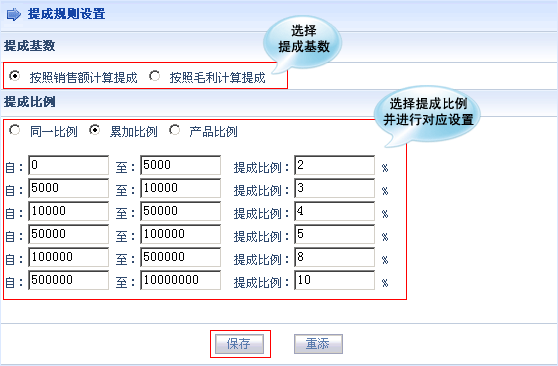 提成规则设置
选择
提成基数
提成基数
按照销售额计算提成 按照毛利计算提成
提成比例
选择提成比例
并进行对应设置
同一比例 累加比例 产品比例
自： 0 至： 5000 提成比例： 2 %
自： 5000 至： 10000 提成比例： 3 %
自： 10000 至： 50000 提成比例： 4 %
自： 50000 至： 100000 提成比例： 5 %
自： 100000 至： 500000 提成比例： 8 %
自： 500000 至： 10000000 提成比例： 10 %
保存 重添